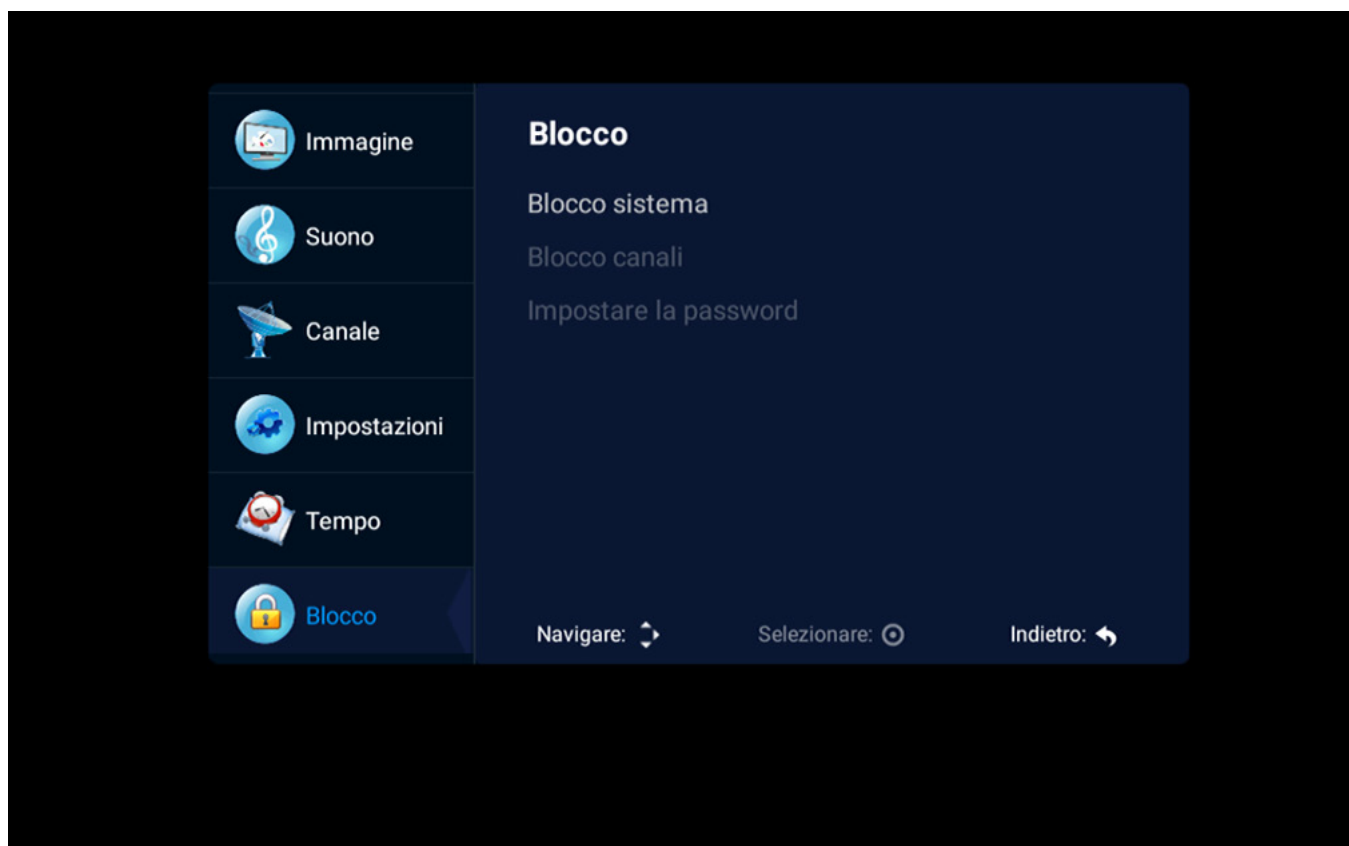 Immagine
Suono
Canale
Impostazioni
Tempo
Blocco
Blocco
Blocco sistema
Blocco canali
Impostare la password
Navigare:
Selezionare:
Indietro: